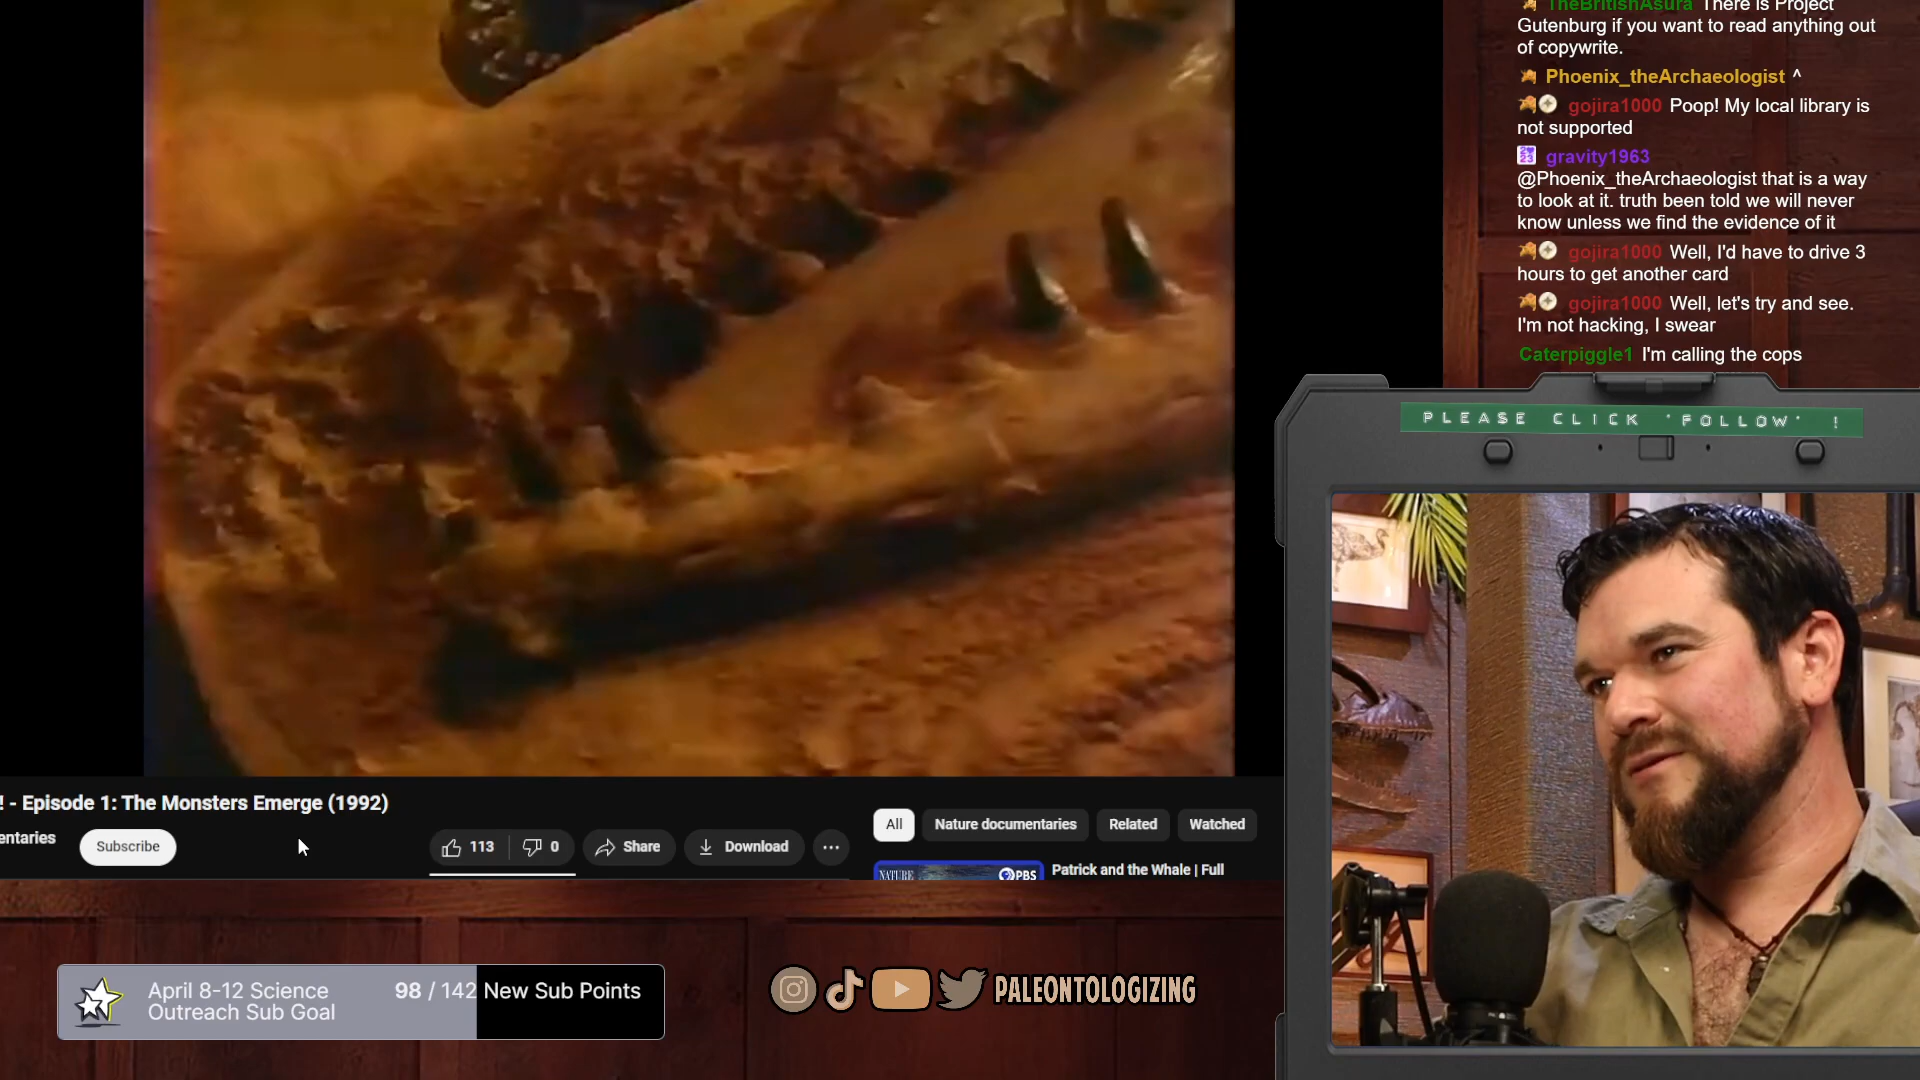 TheBritishAsura There is Project
Gutenburg if you want to read anything out
of copywrite.
Phoenix_theArchaeologist ^
gojira1000 Poop! My local library is
not supported
gravity1963
@Phoenix_theArchaeologist that is a way
to look at it. truth been told we will never
know unless we find the evidence of it
gojira1000 Well, I'd have to drive 3
hours to get another card
gojira1000 Well, let's try and see.
I'm not hacking, I swear
Caterpiggle1 I'm calling the cops
PLEASE CLICK 'FOLLOW' !
! - Episode 1: The Monsters Emerge (1992)
entaries
Subscribe
113
0
Share
Download
All
Nature documentaries
Related
Watched
NATURE
PBS
Patrick and the Whale | Full
April 8-12 Science
Outreach Sub Goal
98 / 142 New Sub Points
PALEONTOLOGIZING